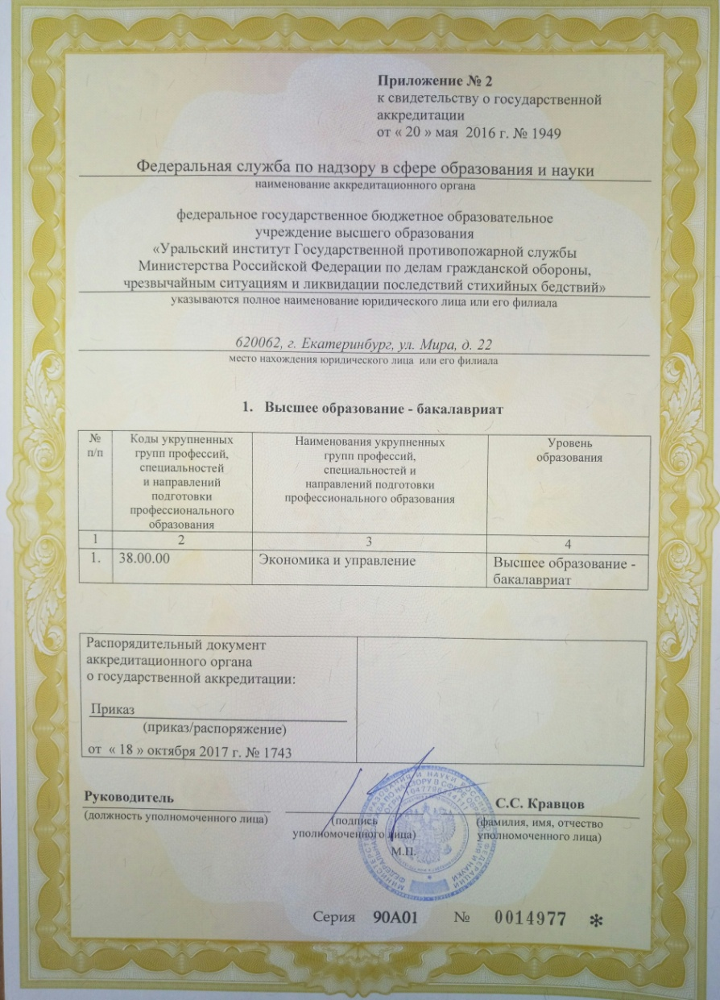 Приложение № 2
к свидетельству о государственной
аккредитации
от « 20 » мая 2016 г. № 1949
Федеральная служба по надзору в сфере образования и науки
наименование аккредитационного органа
федеральное государственное бюджетное образовательное
учреждение высшего образования
«Уральский институт Государственной противопожарной службы
Министерства Российской Федерации по делам гражданской обороны,
чрезвычайным ситуациям и ликвидации последствий стихийных бедствий»
указываются полное наименование юридического лица или его филиала
620062, г. Екатеринбург, ул. Мира, д. 22
место нахождения юридического лица или его филиала
1. Высшее образование - бакалавриат
№
п/п
Коды укрупненных
групп профессий,
специальностей
и направлений
подготовки
профессионального
образования
Наименования укрупненных
групп профессий,
специальностей и
направлений подготовки
профессионального образования
Уровень
образования
1 2 3 4
1. 38.00.00 Экономика и управление Высшее образование -
бакалавриат
Распорядительный документ
аккредитационного органа
о государственной аккредитации:
Приказ
(приказ/распоряжение)
от « 18 » октября 2017 г. № 1743
Руководитель
(должность уполномоченного лица)
(подпись
уполномоченного лица)
М.П.
С.С. Кравцов
(фамилия, имя, отчество
уполномоченного лица)
Серия 90А01 № 0014977 *